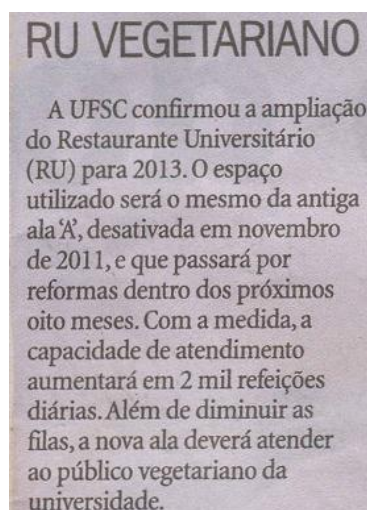 RU VEGETARIANO
A UFSC confirmou a ampliação
do Restaurante Universitário
(RU) para 2013. O espaço
utilizado será o mesmo da antiga
ala ‘A’, desativada em novembro
de 2011, e que passará por
reformas dentro dos próximos
oito meses. Com a medida, a
capacidade de atendimento
aumentará em 2 mil refeições
diárias. Além de diminuir as
filas, a nova ala deverá atender
ao público vegetariano da
universidade.